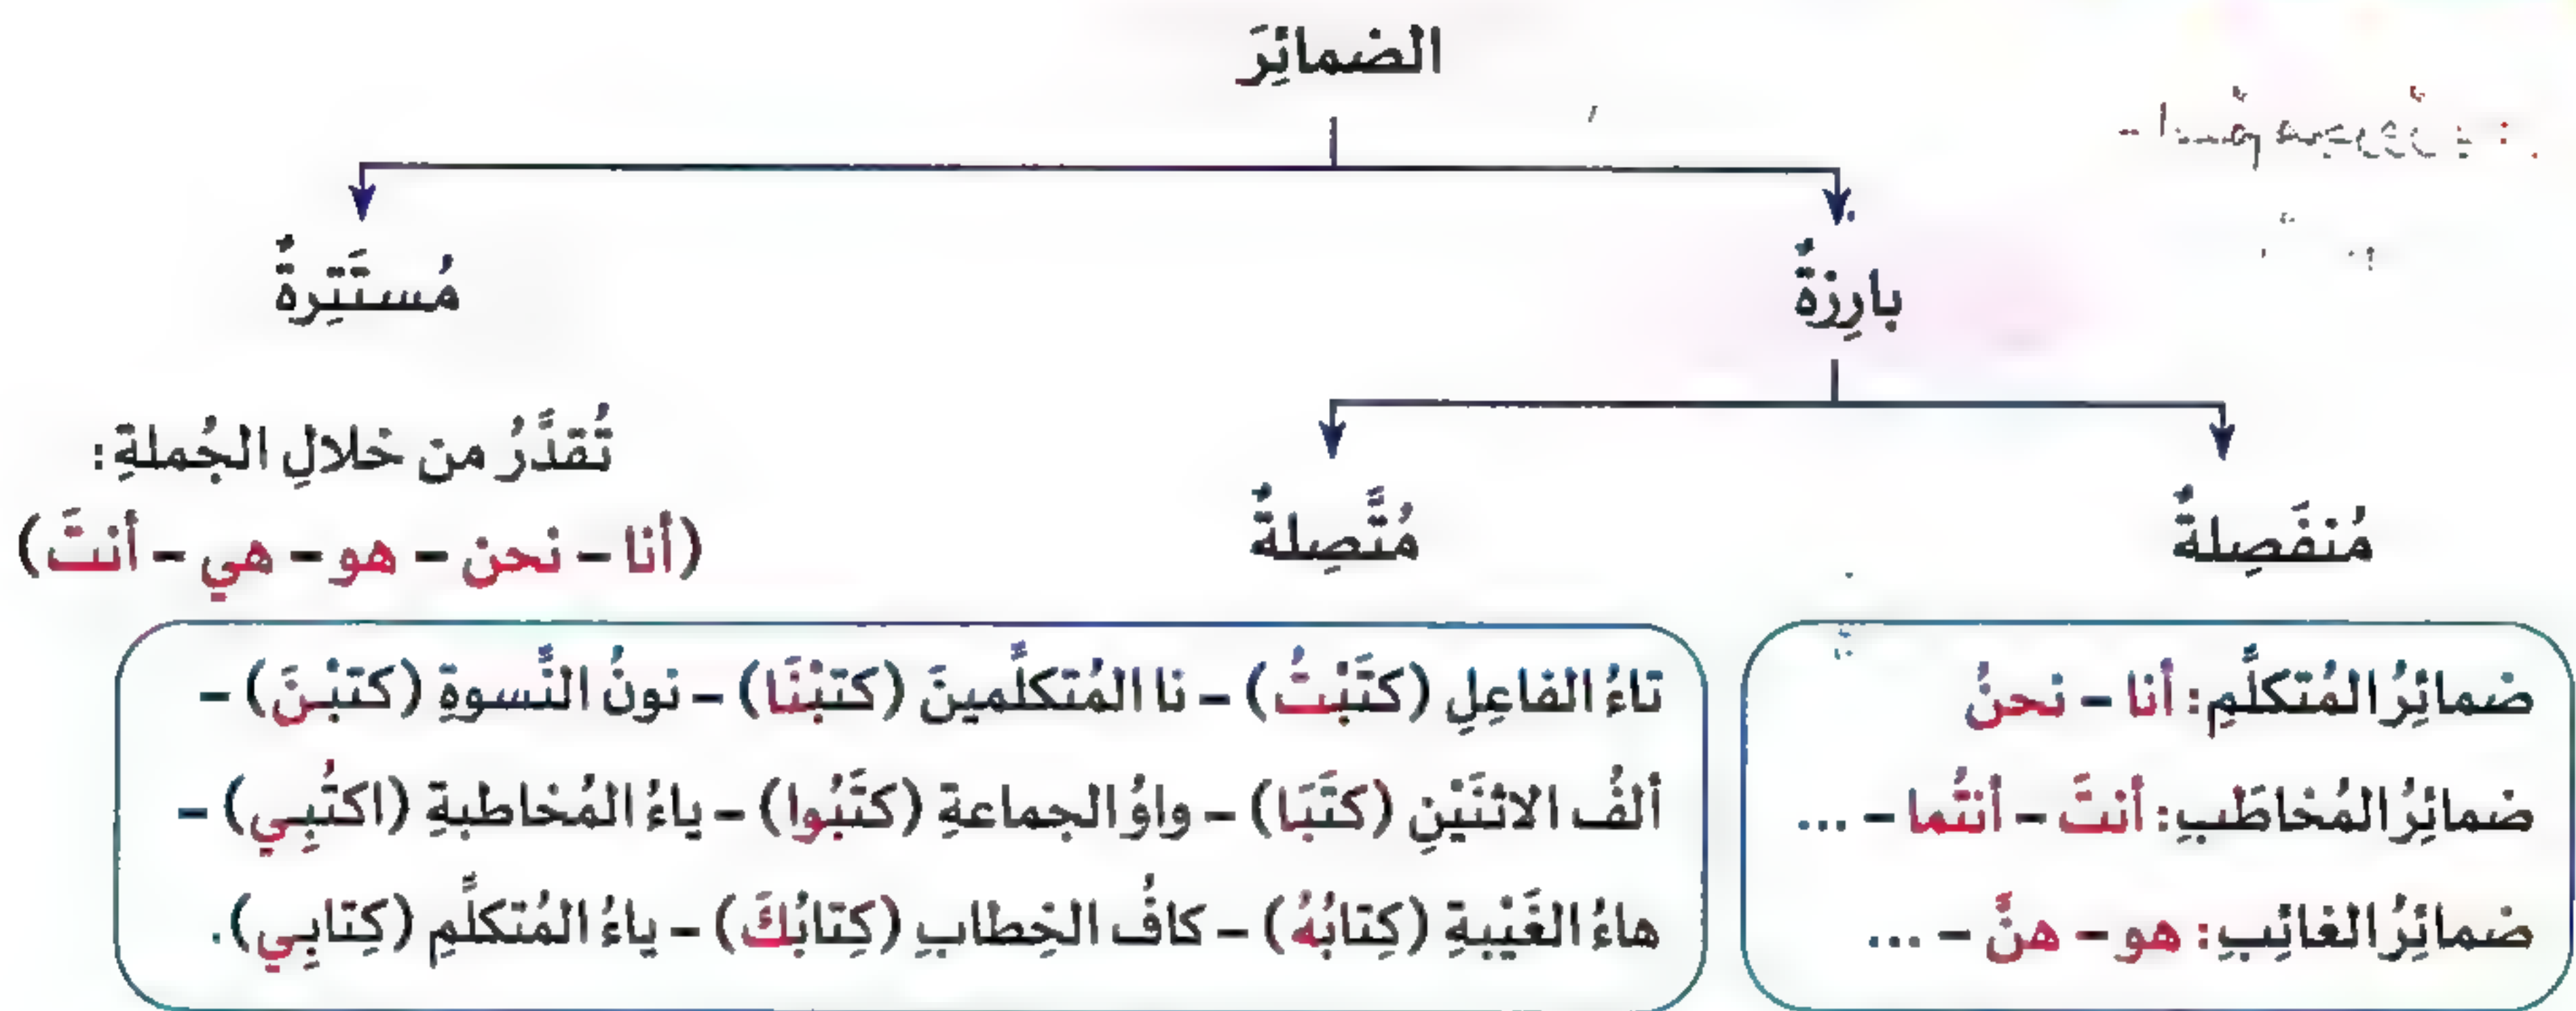 الضمائِرَ
بارِزةٌ
مُستَتِرةٌ
مُنفَصِلةٌ
مُتَّصِلةٌ
تُقدَّرُ من خلالِ الجُملةِ:
(أنا – نحن – هو – هي – أنتَ)
ضمائِرُ المُتكلِّمِ: أنا – نحنُ
ضمائِرُ المُخاطَبِ: أنتَ – أنتُما – ...
ضمائِرُ الغائِبِ: هو – هنَّ – ...
تاءُ الفاعِلِ (كتَبْتُ) – نا المُتكلِّمينَ (كتبْنَا) – نونُ النِّسوةِ (كتبْنَ) –
ألفُ الاثنَيْنِ (كتَبَا) – واوُ الجماعةِ (كتَبُوا) – ياءُ المُخاطبةِ (اكتُبِي) –
هاءُ الغَيْبةِ (كِتابُهُ) – كافُ الخِطابِ (كِتابُكَ) – ياءُ المُتكلِّمِ (كِتابِي).